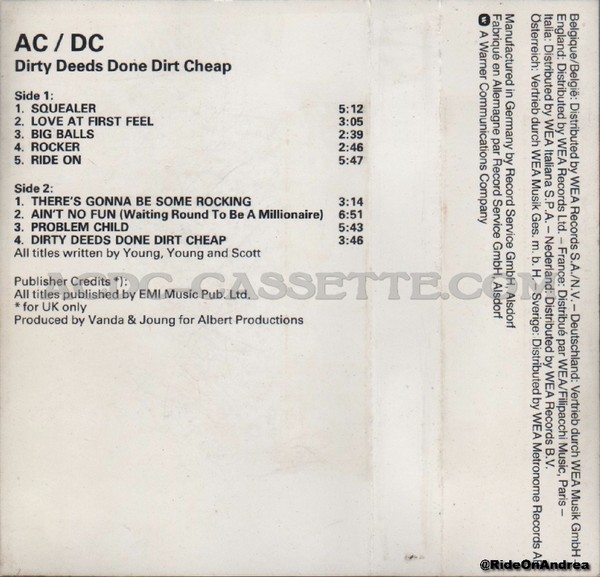 AC / DC
Dirty Deeds Done Dirt Cheap
Side 1:
1. SQUEALER 5:12
2. LOVE AT FIRST FEEL 3:05
3. BIG BALLS 2:39
4. ROCKER 2:46
5. RIDE ON 5:47
Side 2:
1. THERE'S GONNA BE SOME ROCKING 3:14
2. AIN'T NO FUN (Waiting Round To Be A Millionaire) 6:51
3. PROBLEM CHILD 5:43
4. DIRTY DEEDS DONE DIRT CHEAP 3:46
All titles written by Young, Young and Scott
Publisher Credits *):
All titles published by EMI Music Pub. Ltd.
* for UK only
Produced by Vanda & Joung for Albert Productions
ACDC-CASSETTE.COM
Belgique/België: Distributed by WEA Records S.A./N.V. – Deutschland: Vertrieb durch WEA Musik GmbH –
England: Distributed by WEA Records Ltd. – France: Distribué par WEA/Filipacchi Music, Paris –
Italia: Distributed by WEA Italiana S.P.A. – Nederland: Distributed by WEA Records B.V.
Österreich: Vertrieb durch WEA Musik Ges. m. b. H. – Sverige: Distributed by WEA Metronome Records
Manufactured in Germany by Record Service GmbH, Alsdorf
Fabriqué en Allemagne par Record Service GmbH, Alsdorf
A Warner Communications Company
@RideOnAndrea